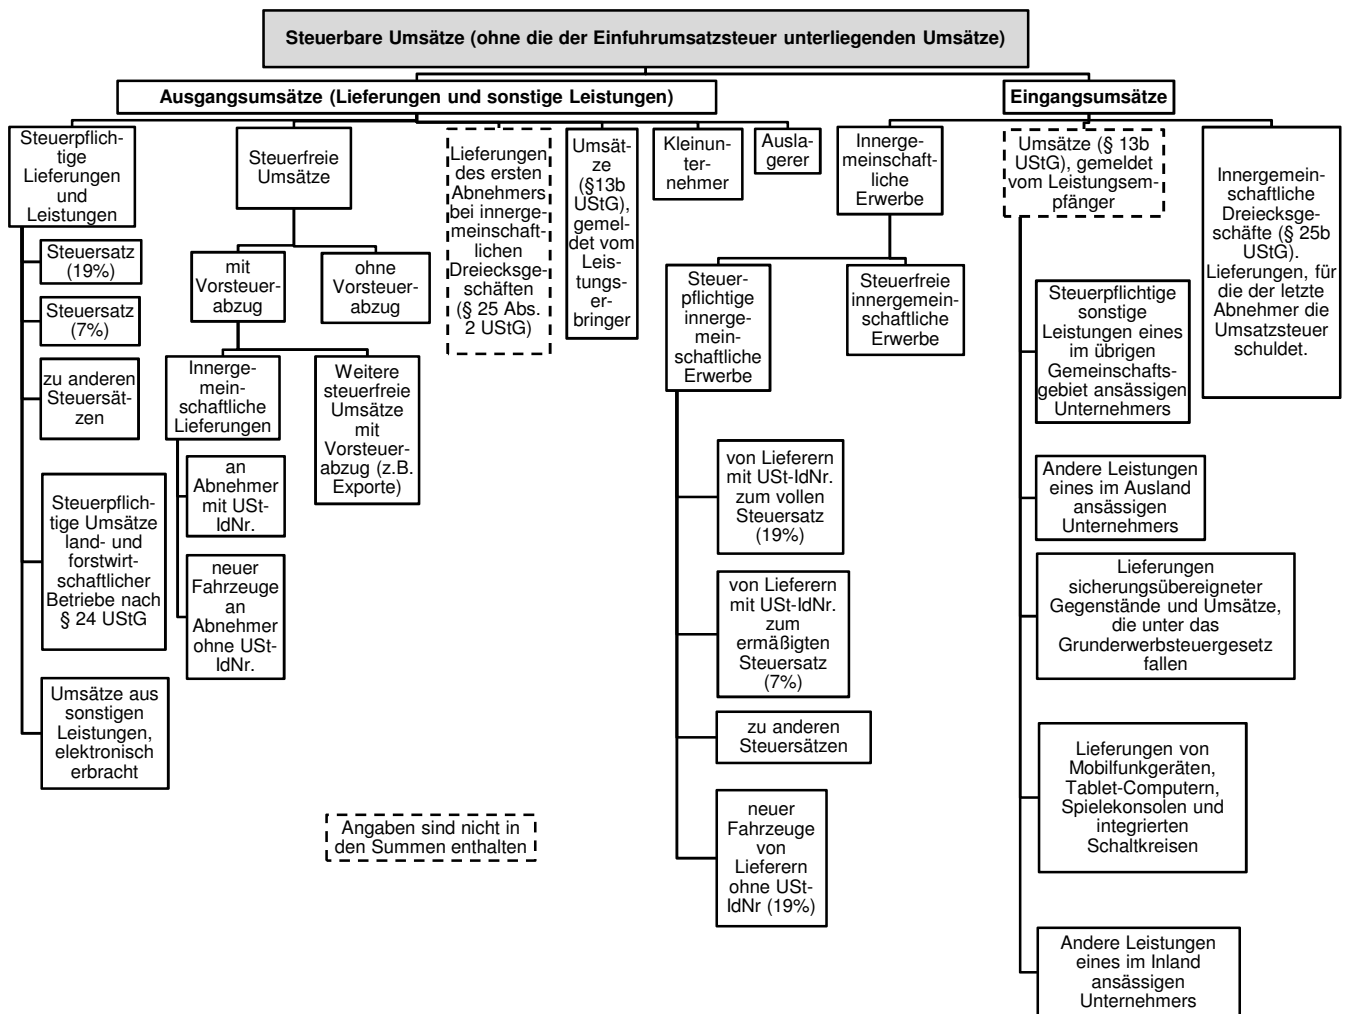 Steuerbare Umsätze (ohne die der Einfuhrumsatzsteuer unterliegenden Umsätze)
Ausgangsumsätze (Lieferungen und sonstige Leistungen)
Eingangsumsätze
Steuerpflich-
tige
Lieferungen
und
Leistungen
Steuerfreie
Umsätze
Lieferungen
des ersten
Abnehmers
bei innerge-
meinschaft-
lichen
Dreiecksge-
schäften
(§ 25 Abs.
2 UStG)
Umsät-
ze
(§13b
UStG),
gemel-
det vom
Leis-
tungser-
bringer
Kleinun-
ter-
nehmer
Ausla-
gerer
Innerge-
meinschaft-
liche
Erwerbe
Umsätze (§ 13b
UStG), gemeldet
vom Leistungsem-
pfänger
Innergemein-
schaftliche
Dreiecksge-
schäfte (§ 25b
UStG).
Lieferungen, für
die der letzte
Abnehmer die
Umsatzsteuer
schuldet.
Steuersatz
(19%)
Steuersatz
(7%)
zu anderen
Steuersät-
zen
Steuerpflich-
tige Umsätze
land- und
forstwirt-
schaftlicher
Betriebe nach
§ 24 UStG
Umsätze aus
sonstigen
Leistungen,
elektronisch
erbracht
mit
Vorsteuer-
abzug
ohne
Vorsteuer-
abzug
Innerge-
mein-
schaftliche
Lieferungen
Weitere
steuerfreie
Umsätze
mit
Vorsteuer-
abzug (z.B.
Exporte)
an
Abnehmer
mit USt-
IdNr.
neuer
Fahrzeuge
an
Abnehmer
ohne USt-
IdNr.
Angaben sind nicht in
den Summen enthalten
Steuer-
pflichtige
innerge-
mein-
schaftliche
Erwerbe
Steuerfreie
innergemein-
schaftliche
Erwerbe
von Lieferern
mit USt-IdNr.
zum vollen
Steuersatz
(19%)
von Lieferern
mit USt-IdNr.
zum
ermäßigten
Steuersatz
(7%)
zu anderen
Steuersätzen
neuer
Fahrzeuge
von
Lieferern
ohne USt-
IdNr (19%)
Steuerpflichtige
sonstige
Leistungen eines
im übrigen
Gemeinschafts-
gebiet ansässigen
Unternehmers
Andere Leistungen
eines im Ausland
ansässigen
Unternehmers
Lieferungen
sicherungsübereigneter
Gegenstände und Umsätze,
die unter das
Grunderwerbsteuergesetz
fallen
Lieferungen von
Mobilfunkgeräten,
Tablet-Computern,
Spielekonsolen und
integrierten
Schaltkreisen
Andere Leistungen
eines im Inland
ansässigen
Unternehmers